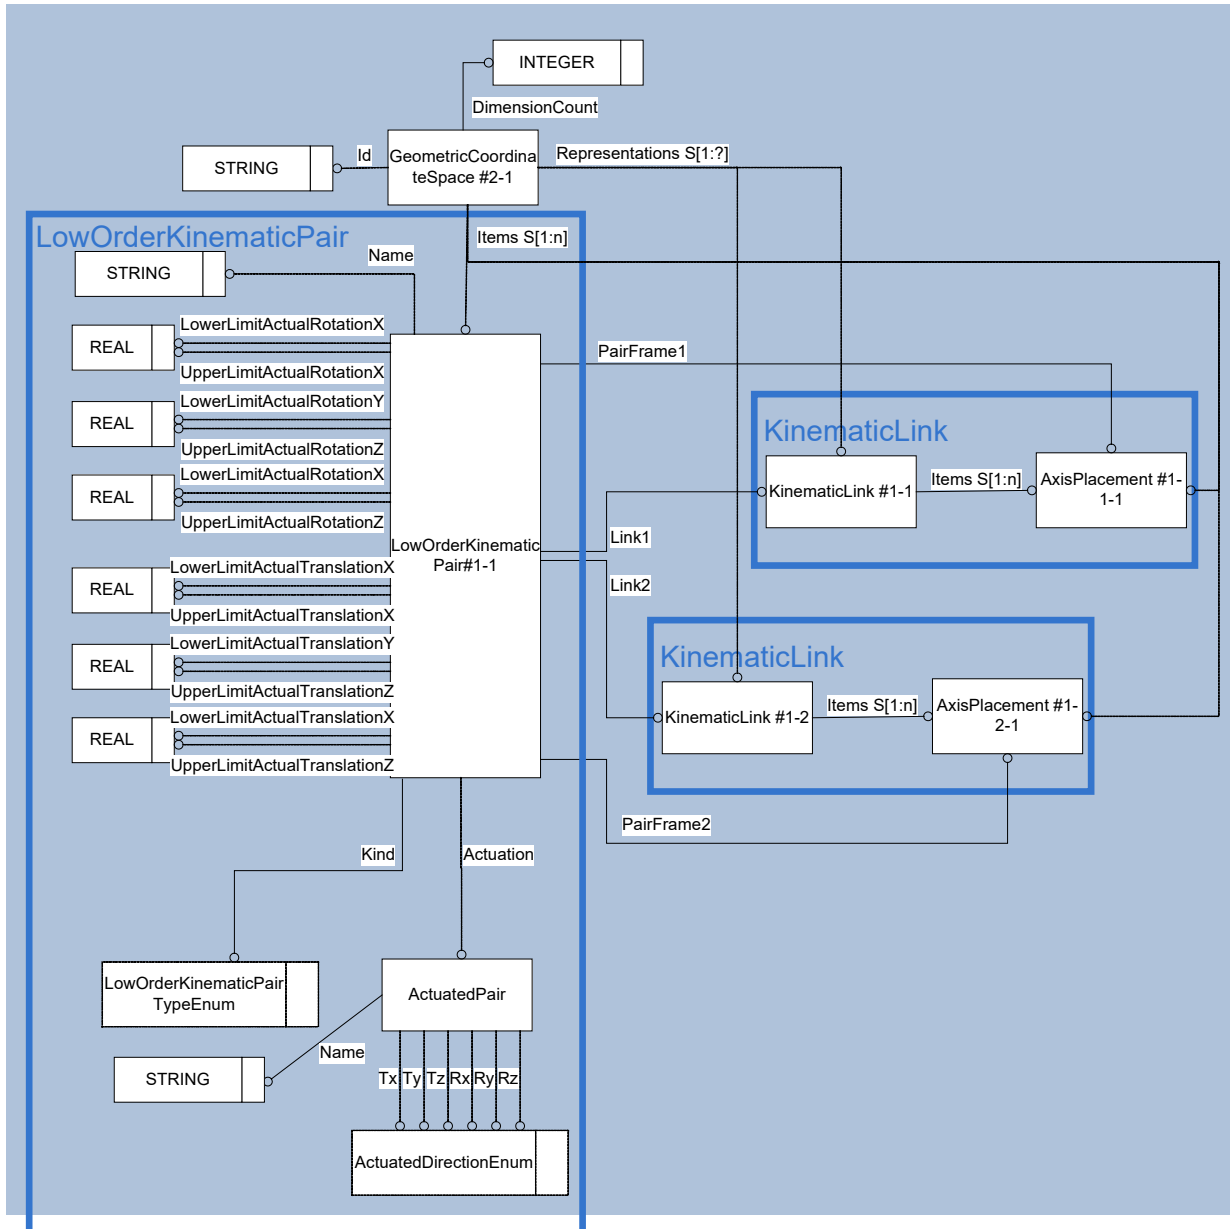 INTEGER
DimensionCount
STRING
Id
GeometricCoordina
teSpace #2-1
Representations S[1:?]
LowOrderKinematicPair
Items S[1:n]
Name
STRING
LowerLimitActualRotationX
REAL
UpperLimitActualRotationX
PairFrame1
LowerLimitActualRotationY
REAL
UpperLimitActualRotationZ
KinematicLink
LowerLimitActualRotationX
REAL
UpperLimitActualRotationZ
KinematicLink #1-1
Items S[1:n]
AxisPlacement #1-
1-1
LowOrderKinematic
Pair#1-1
Link1
Link2
LowerLimitActualTranslationX
REAL
UpperLimitActualTranslationX
LowerLimitActualTranslationY
REAL
UpperLimitActualTranslationZ
KinematicLink
KinematicLink #1-2
Items S[1:n]
AxisPlacement #1-
2-1
LowerLimitActualTranslationX
REAL
UpperLimitActualTranslationZ
PairFrame2
Kind
Actuation
LowOrderKinematicPair
TypeEnum
ActuatedPair
Name
STRING
Tx
Ty
Tz
Rx
Ry
Rz
ActuatedDirectionEnum